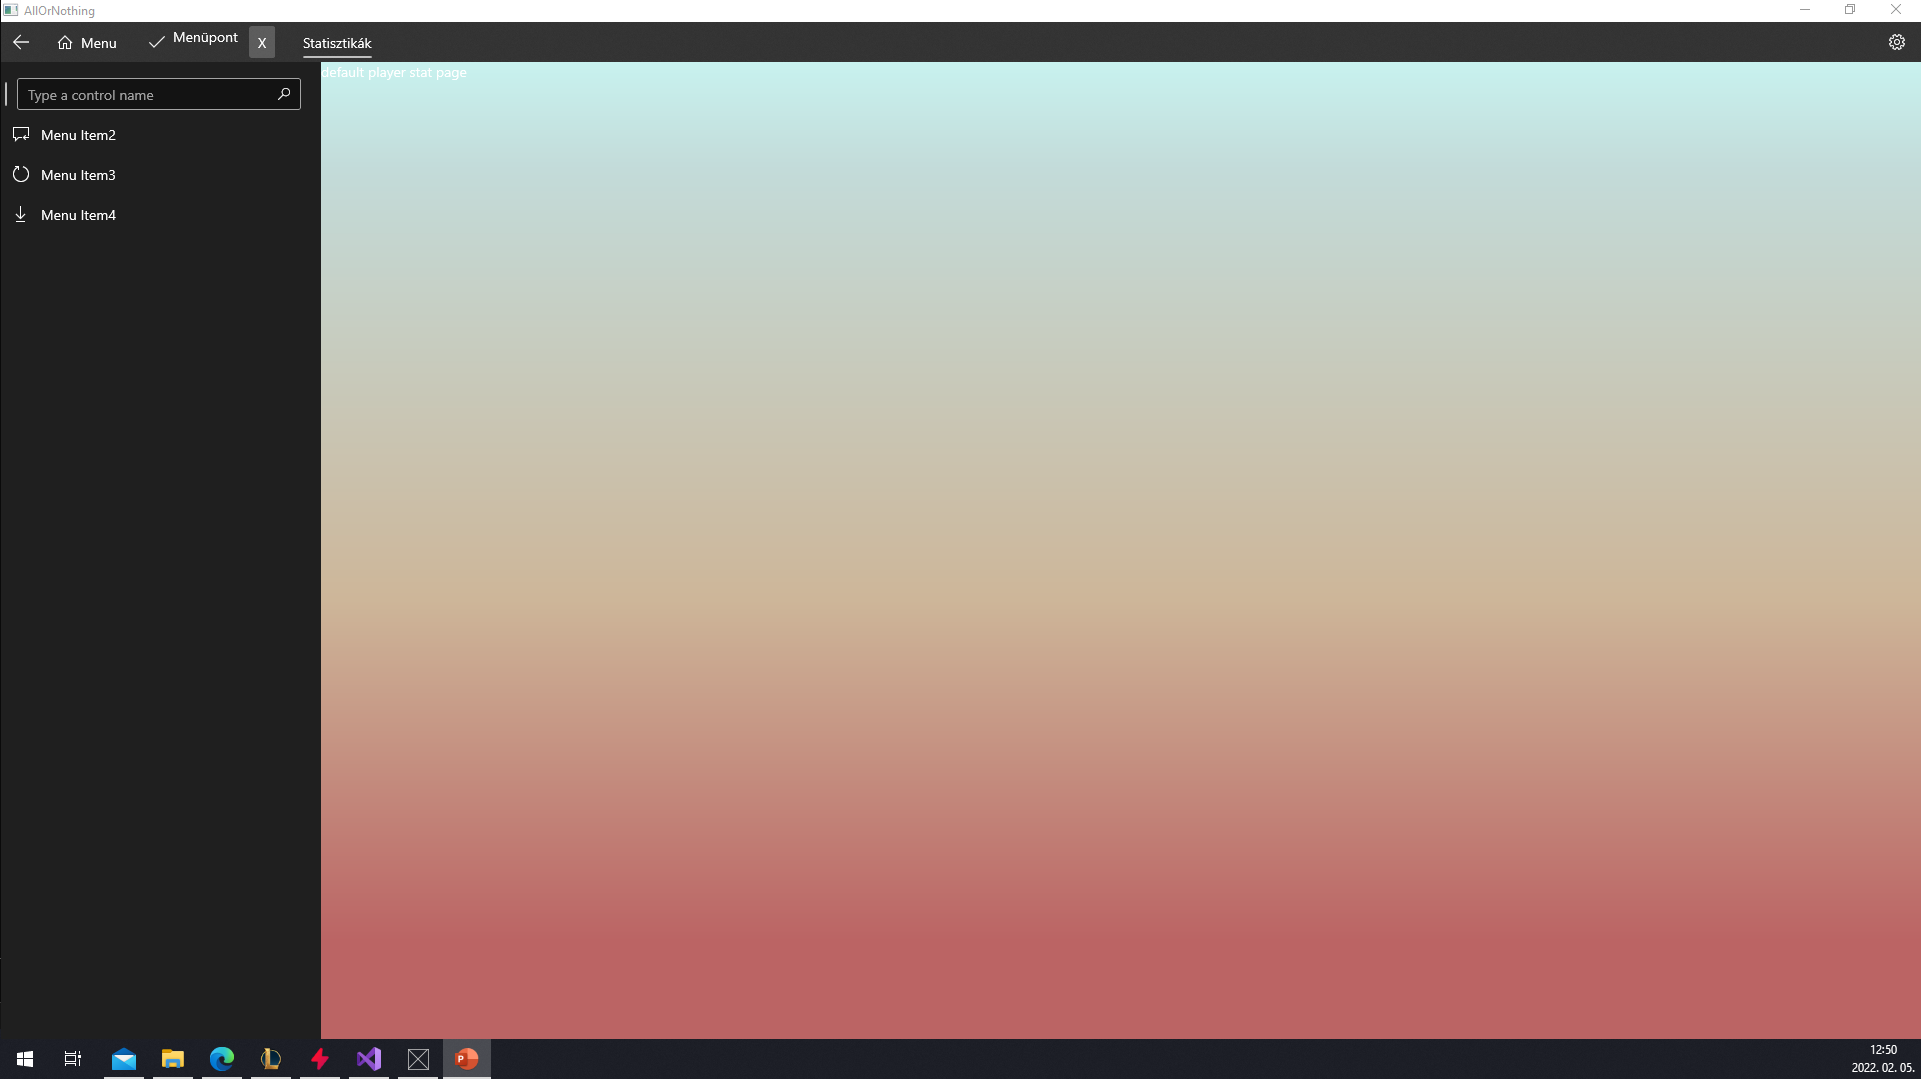 AllOrNothing
Menu Menüpont X Statisztikák
default player stat page
Type a control name
Menu Item2
Menu Item3
Menu Item4
12:50
2022. 02. 05.